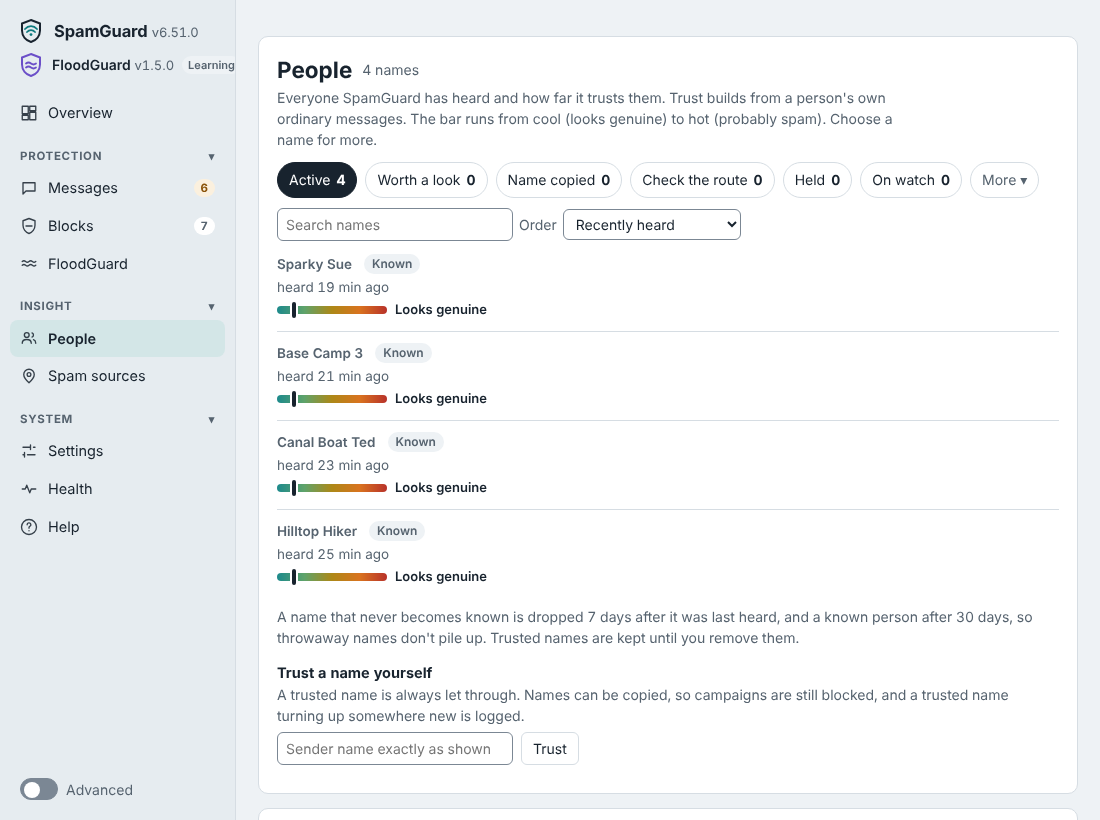 SpamGuard v6.51.0
FloodGuard v1.5.0 Learning
Overview
PROTECTION ▾
Messages 6
Blocks 7
FloodGuard
INSIGHT ▾
People
Spam sources
SYSTEM ▾
Settings
Health
Help
Advanced
People 4 names
Everyone SpamGuard has heard and how far it trusts them. Trust builds from a person's own
ordinary messages. The bar runs from cool (looks genuine) to hot (probably spam). Choose a
name for more.
Active 4 Worth a look 0 Name copied 0 Check the route 0 Held 0 On watch 0 More ▾
Search names Order Recently heard
Sparky Sue Known
heard 19 min ago
Looks genuine
Base Camp 3 Known
heard 21 min ago
Looks genuine
Canal Boat Ted Known
heard 23 min ago
Looks genuine
Hilltop Hiker Known
heard 25 min ago
Looks genuine
A name that never becomes known is dropped 7 days after it was last heard, and a known person after 30 days, so
throwaway names don't pile up. Trusted names are kept until you remove them.
Trust a name yourself
A trusted name is always let through. Names can be copied, so campaigns are still blocked, and a trusted name
turning up somewhere new is logged.
Sender name exactly as shown Trust